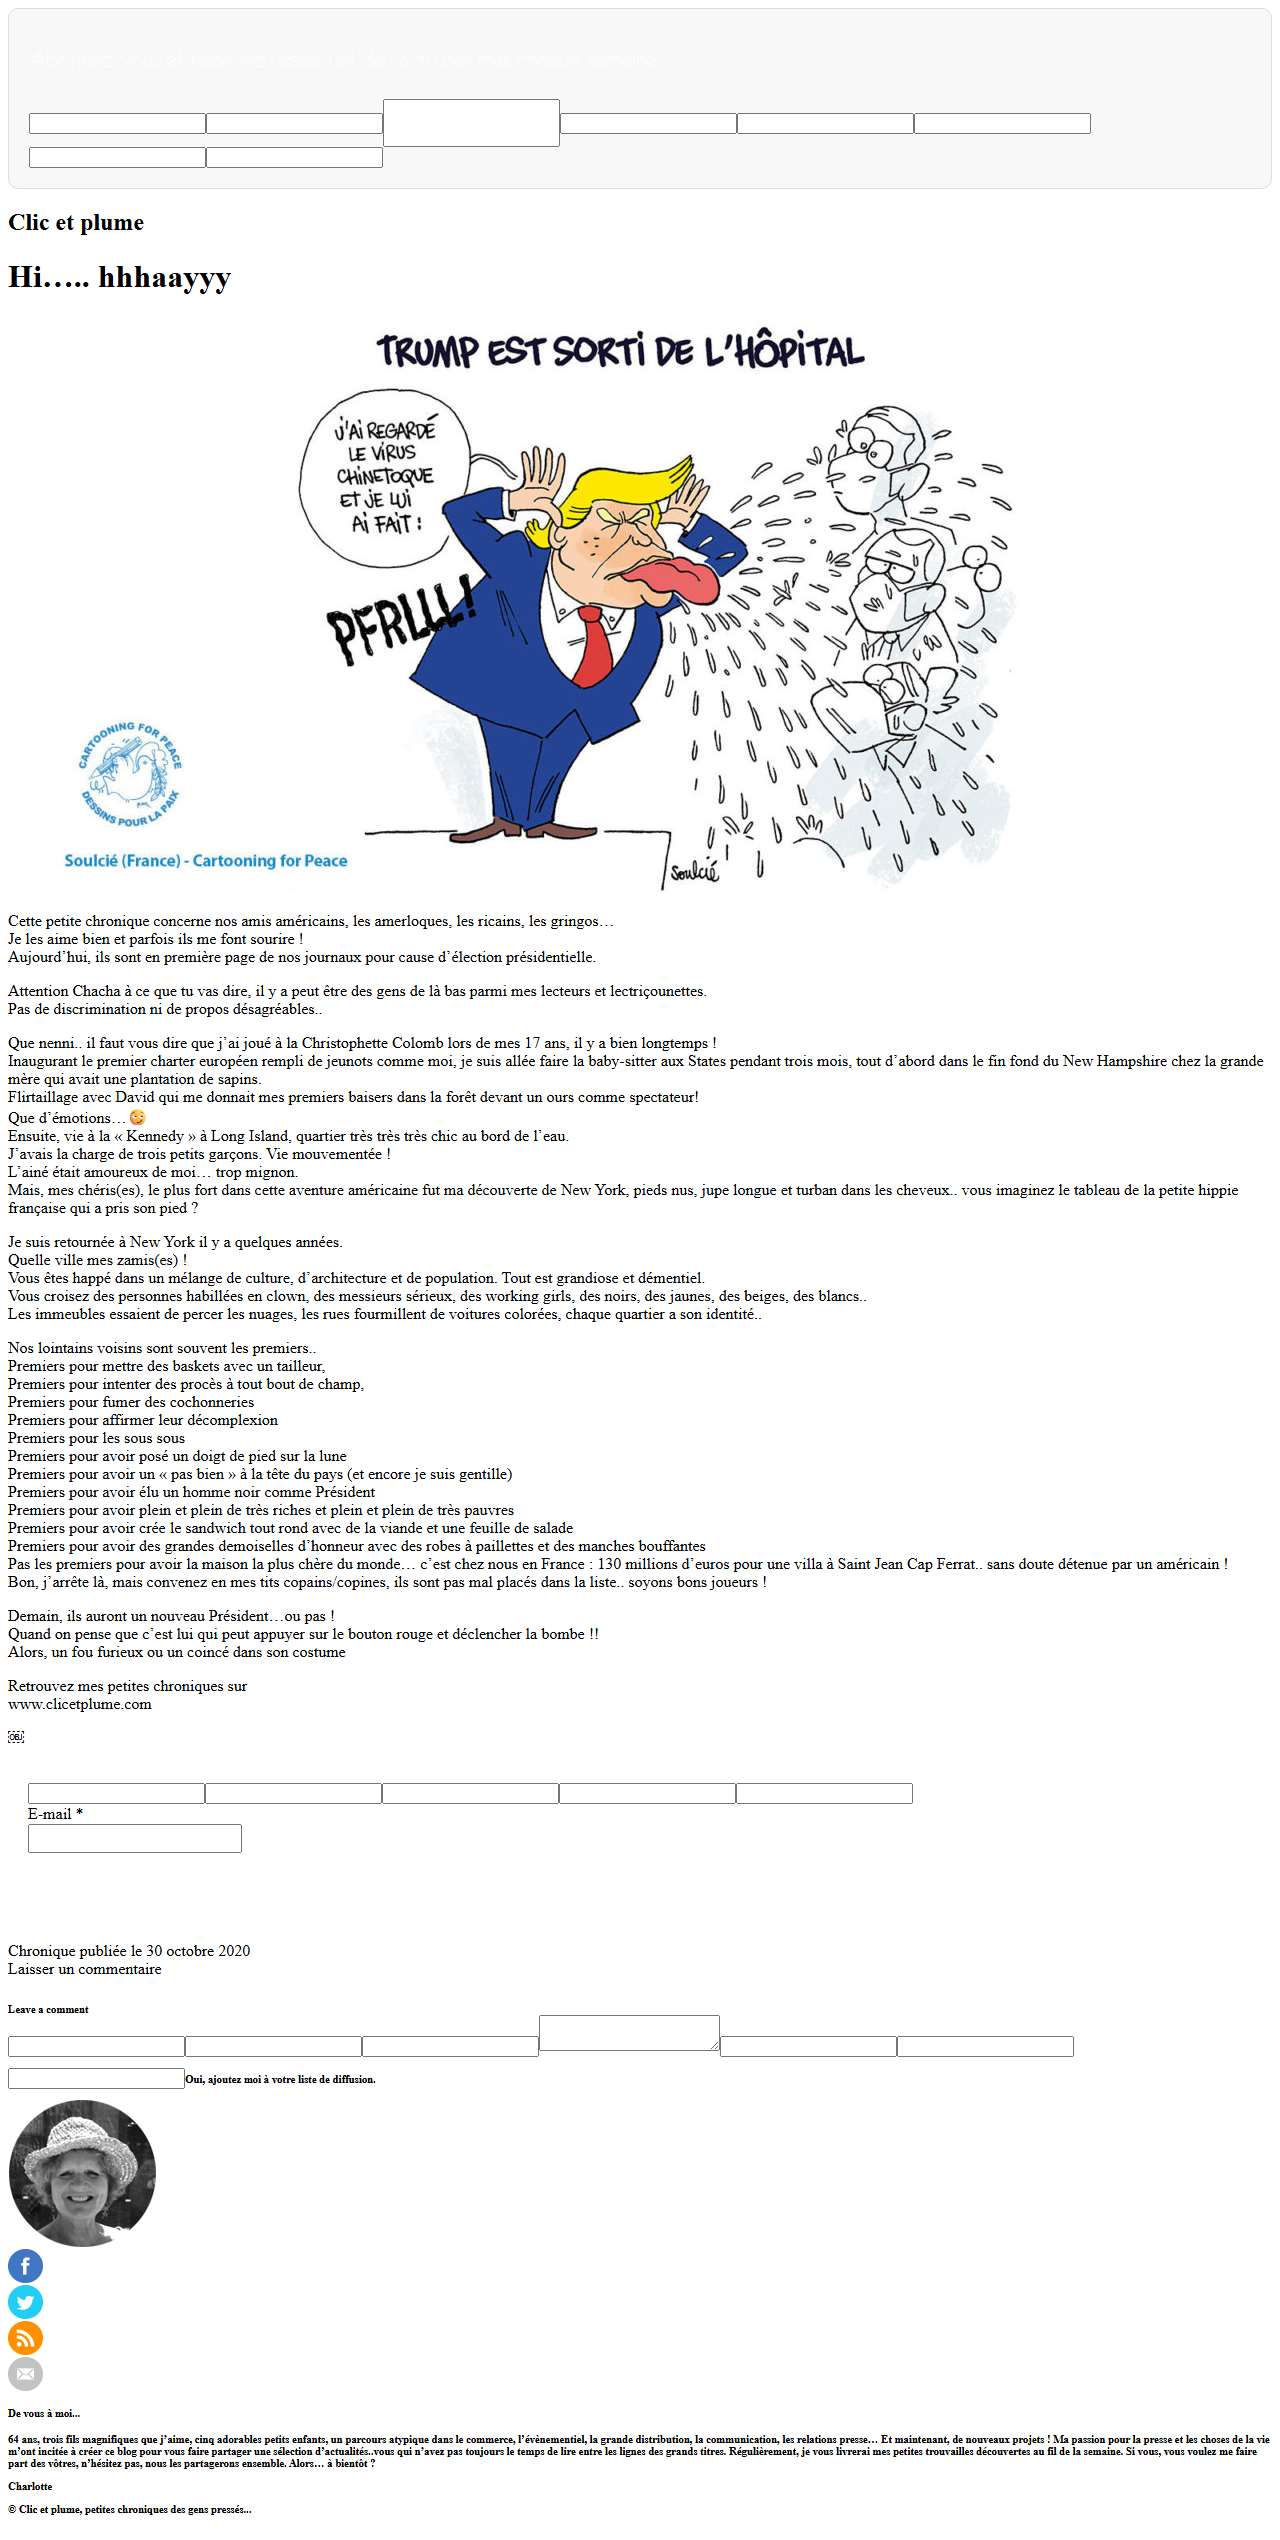 Abonnez-vous et recevez l'essentiel de l'actu par mail chaque semaine
Clic et plume
Hi….. hhhaayyy
TRUMP EST SORTI DE L'HÔPITAL
J'AI REGARDÉ
LE VIRUS
CHINETOQUE
ET JE LUI
AI FAIT :
PFRLLL!
CARTOONING FOR PEACE
DESSINS POUR LA PAIX
Soulcié (France) - Cartooning for Peace
Soulcié
Cette petite chronique concerne nos amis américains, les amerloques, les ricains, les gringos…
Je les aime bien et parfois ils me font sourire !
Aujourd’hui, ils sont en première page de nos journaux pour cause d’élection présidentielle.
Attention Chacha à ce que tu vas dire, il y a peut être des gens de là bas parmi mes lecteurs et lectriçounettes.
Pas de discrimination ni de propos désagréables..
Que nenni.. il faut vous dire que j’ai joué à la Christophette Colomb lors de mes 17 ans, il y a bien longtemps !
Inaugurant le premier charter européen rempli de jeunots comme moi, je suis allée faire la baby-sitter aux States pendant trois mois, tout d’abord dans le fin fond du New Hampshire chez la grande
mère qui avait une plantation de sapins.
Flirtaillage avec David qui me donnait mes premiers baisers dans la forêt devant un ours comme spectateur!
Que d’émotions…
Ensuite, vie à la « Kennedy » à Long Island, quartier très très très chic au bord de l’eau.
J’avais la charge de trois petits garçons. Vie mouvementée !
L’ainé était amoureux de moi… trop mignon.
Mais, mes chéris(es), le plus fort dans cette aventure américaine fut ma découverte de New York, pieds nus, jupe longue et turban dans les cheveux.. vous imaginez le tableau de la petite hippie
française qui a pris son pied ?
Je suis retournée à New York il y a quelques années.
Quelle ville mes zamis(es) !
Vous êtes happé dans un mélange de culture, d’architecture et de population. Tout est grandiose et démentiel.
Vous croisez des personnes habillées en clown, des messieurs sérieux, des working girls, des noirs, des jaunes, des beiges, des blancs..
Les immeubles essaient de percer les nuages, les rues fourmillent de voitures colorées, chaque quartier a son identité..
Nos lointains voisins sont souvent les premiers..
Premiers pour mettre des baskets avec un tailleur,
Premiers pour intenter des procès à tout bout de champ,
Premiers pour fumer des cochonneries
Premiers pour affirmer leur décomplexion
Premiers pour les sous sous
Premiers pour avoir posé un doigt de pied sur la lune
Premiers pour avoir un « pas bien » à la tête du pays (et encore je suis gentille)
Premiers pour avoir élu un homme noir comme Président
Premiers pour avoir plein et plein de très riches et plein et plein de très pauvres
Premiers pour avoir crée le sandwich tout rond avec de la viande et une feuille de salade
Premiers pour avoir des grandes demoiselles d’honneur avec des robes à paillettes et des manches bouffantes
Pas les premiers pour avoir la maison la plus chère du monde… c’est chez nous en France : 130 millions d’euros pour une villa à Saint Jean Cap Ferrat.. sans doute détenue par un américain !
Bon, j’arrête là, mais convenez en mes tits copains/copines, ils sont pas mal placés dans la liste.. soyons bons joueurs !
Demain, ils auront un nouveau Président…ou pas !
Quand on pense que c’est lui qui peut appuyer sur le bouton rouge et déclencher la bombe !!
Alors, un fou furieux ou un coincé dans son costume
Retrouvez mes petites chroniques sur
www.clicetplume.com
E-mail *
Chronique publiée le 30 octobre 2020
Laisser un commentaire
Leave a comment
Oui, ajoutez moi à votre liste de diffusion.
De vous à moi...
64 ans, trois fils magnifiques que j’aime, cinq adorables petits enfants, un parcours atypique dans le commerce, l’évènementiel, la grande distribution, la communication, les relations presse… Et maintenant, de nouveaux projets ! Ma passion pour la presse et les choses de la vie
m’ont incitée à créer ce blog pour vous faire partager une sélection d’actualités..vous qui n’avez pas toujours le temps de lire entre les lignes des grands titres. Régulièrement, je vous livrerai mes petites trouvailles découvertes au fil de la semaine. Si vous, vous voulez me faire
part des vôtres, n’hésitez pas, nous les partagerons ensemble. Alors… à bientôt ?
Charlotte
© Clic et plume, petites chroniques des gens pressés...